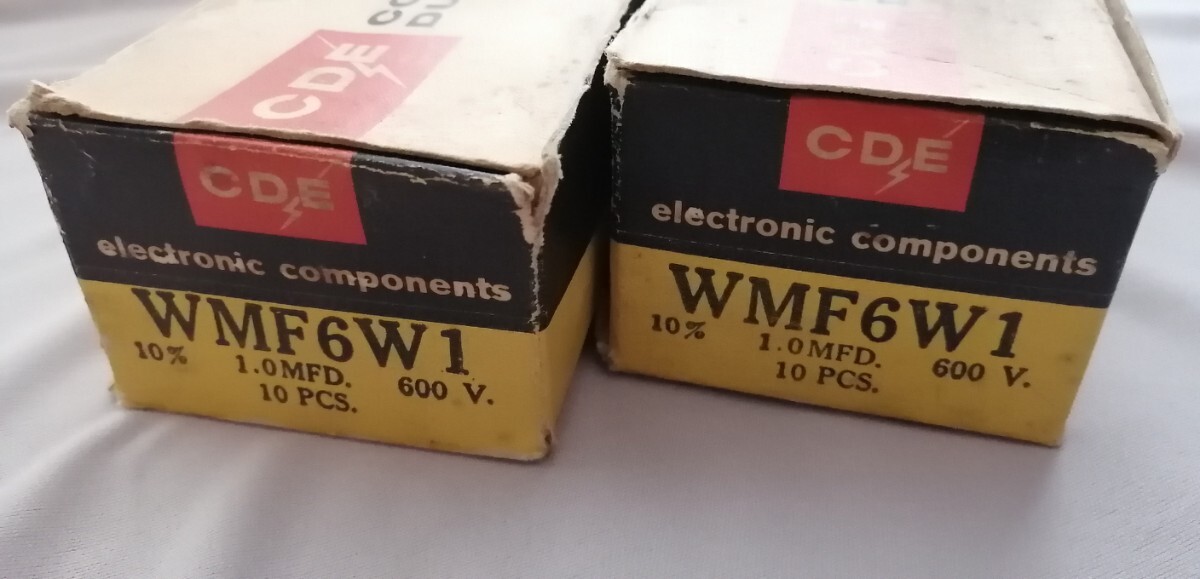 CDE
CDE
electronic components
WMF6W1
10% 1.0MFD. 600 V.
10 PCS.
CDE
electronic components
WMF6W1
10% 1.0MFD. 600 V.
10 PCS.